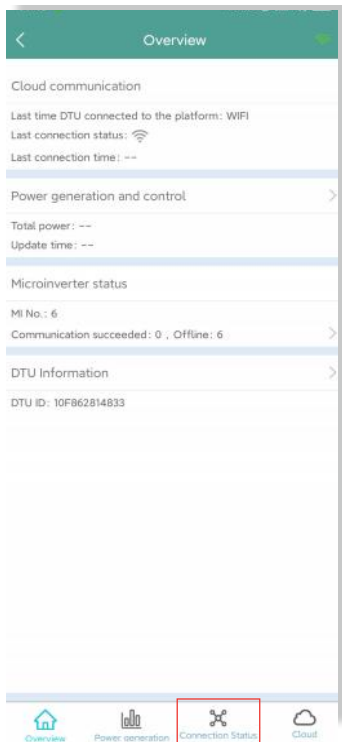 Overview
Cloud communication
Last time DTU connected to the platform: WIFI
Last connection status:
Last connection time: --
Power generation and control
Total power: --
Update time: --
Microinverter status
MI No.: 6
Communication succeeded: 0 , Offline: 6
DTU Information
DTU ID: 10F862814833
Overview Power generation Connection Status Cloud